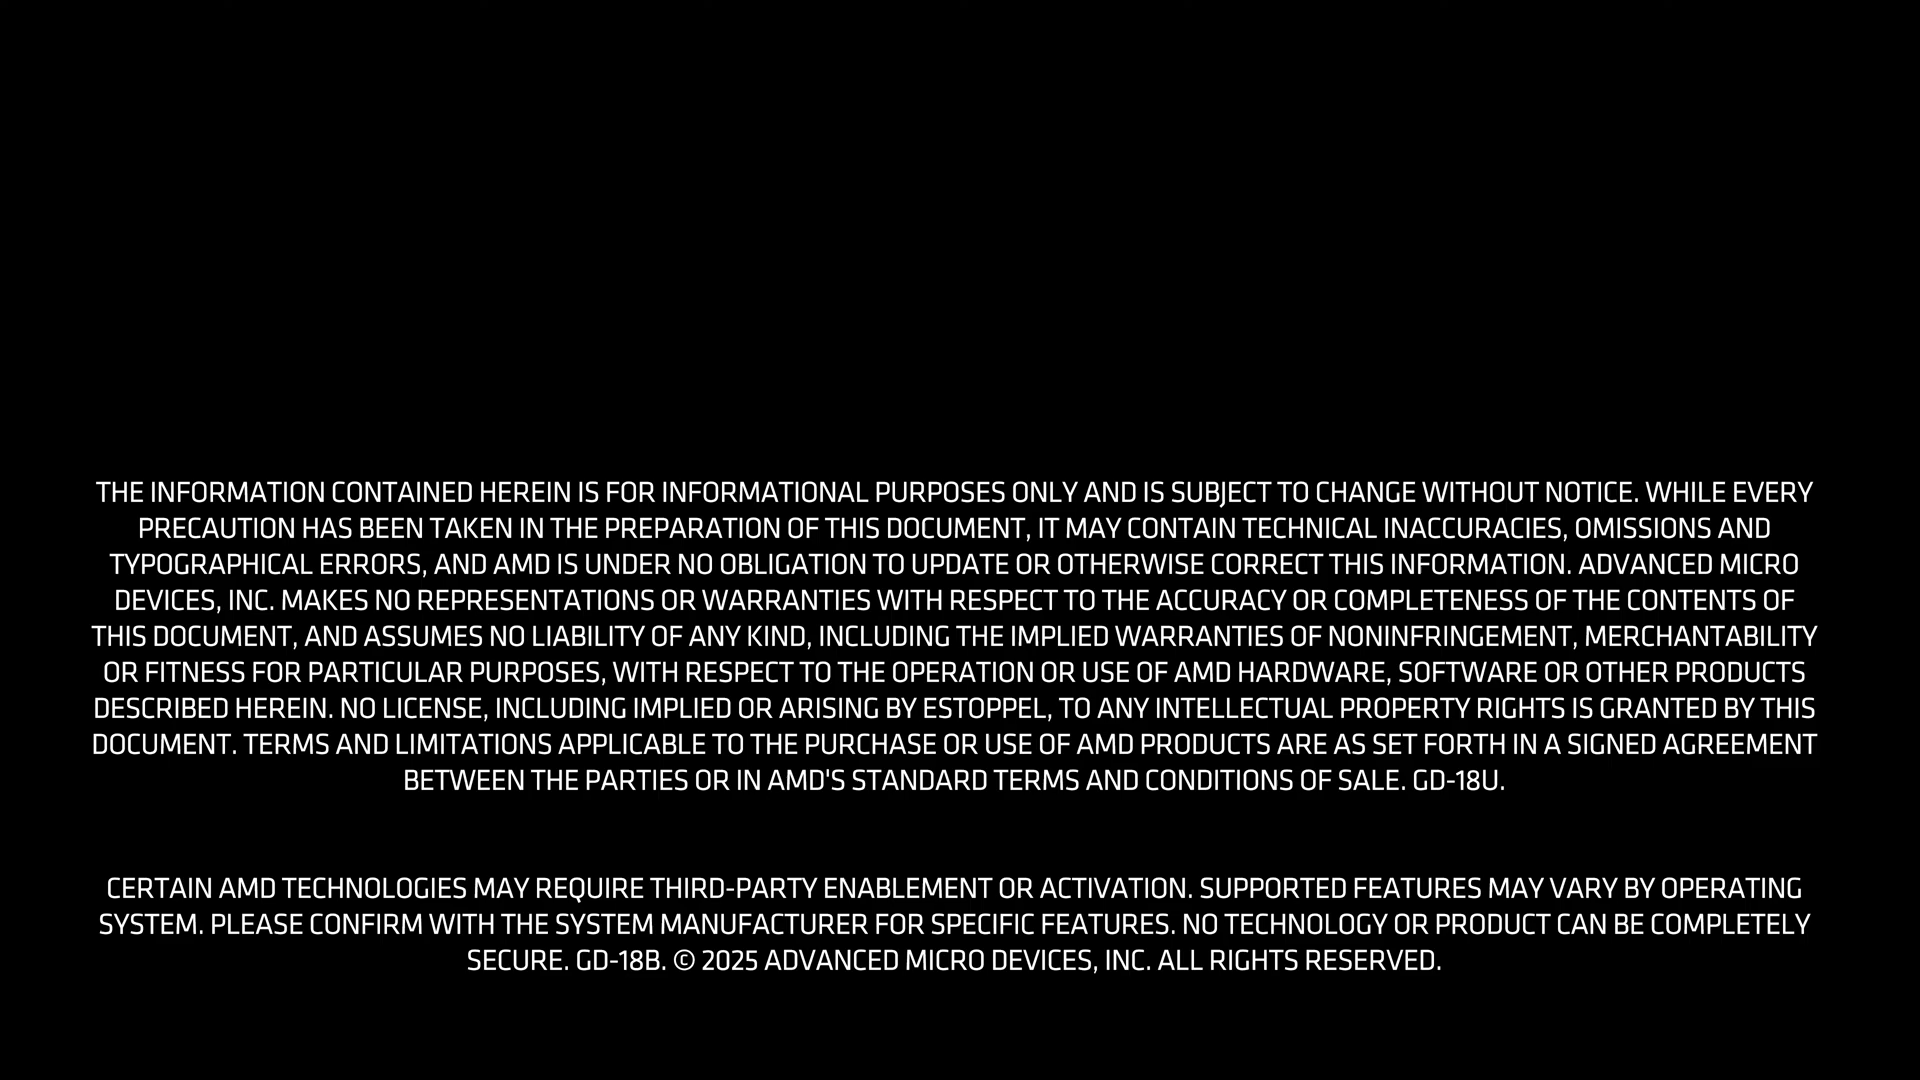 THE INFORMATION CONTAINED HEREIN IS FOR INFORMATIONAL PURPOSES ONLY AND IS SUBJECT TO CHANGE WITHOUT NOTICE. WHILE EVERY
PRECAUTION HAS BEEN TAKEN IN THE PREPARATION OF THIS DOCUMENT, IT MAY CONTAIN TECHNICAL INACCURACIES, OMISSIONS AND
TYPOGRAPHICAL ERRORS, AND AMD IS UNDER NO OBLIGATION TO UPDATE OR OTHERWISE CORRECT THIS INFORMATION. ADVANCED MICRO
DEVICES, INC. MAKES NO REPRESENTATIONS OR WARRANTIES WITH RESPECT TO THE ACCURACY OR COMPLETENESS OF THE CONTENTS OF
THIS DOCUMENT, AND ASSUMES NO LIABILITY OF ANY KIND, INCLUDING THE IMPLIED WARRANTIES OF NONINFRINGEMENT, MERCHANTABILITY
OR FITNESS FOR PARTICULAR PURPOSES, WITH RESPECT TO THE OPERATION OR USE OF AMD HARDWARE, SOFTWARE OR OTHER PRODUCTS
DESCRIBED HEREIN. NO LICENSE, INCLUDING IMPLIED OR ARISING BY ESTOPPEL, TO ANY INTELLECTUAL PROPERTY RIGHTS IS GRANTED BY THIS
DOCUMENT. TERMS AND LIMITATIONS APPLICABLE TO THE PURCHASE OR USE OF AMD PRODUCTS ARE AS SET FORTH IN A SIGNED AGREEMENT
BETWEEN THE PARTIES OR IN AMD'S STANDARD TERMS AND CONDITIONS OF SALE. GD-18U.
CERTAIN AMD TECHNOLOGIES MAY REQUIRE THIRD-PARTY ENABLEMENT OR ACTIVATION. SUPPORTED FEATURES MAY VARY BY OPERATING
SYSTEM. PLEASE CONFIRM WITH THE SYSTEM MANUFACTURER FOR SPECIFIC FEATURES. NO TECHNOLOGY OR PRODUCT CAN BE COMPLETELY
SECURE. GD-18B. © 2025 ADVANCED MICRO DEVICES, INC. ALL RIGHTS RESERVED.